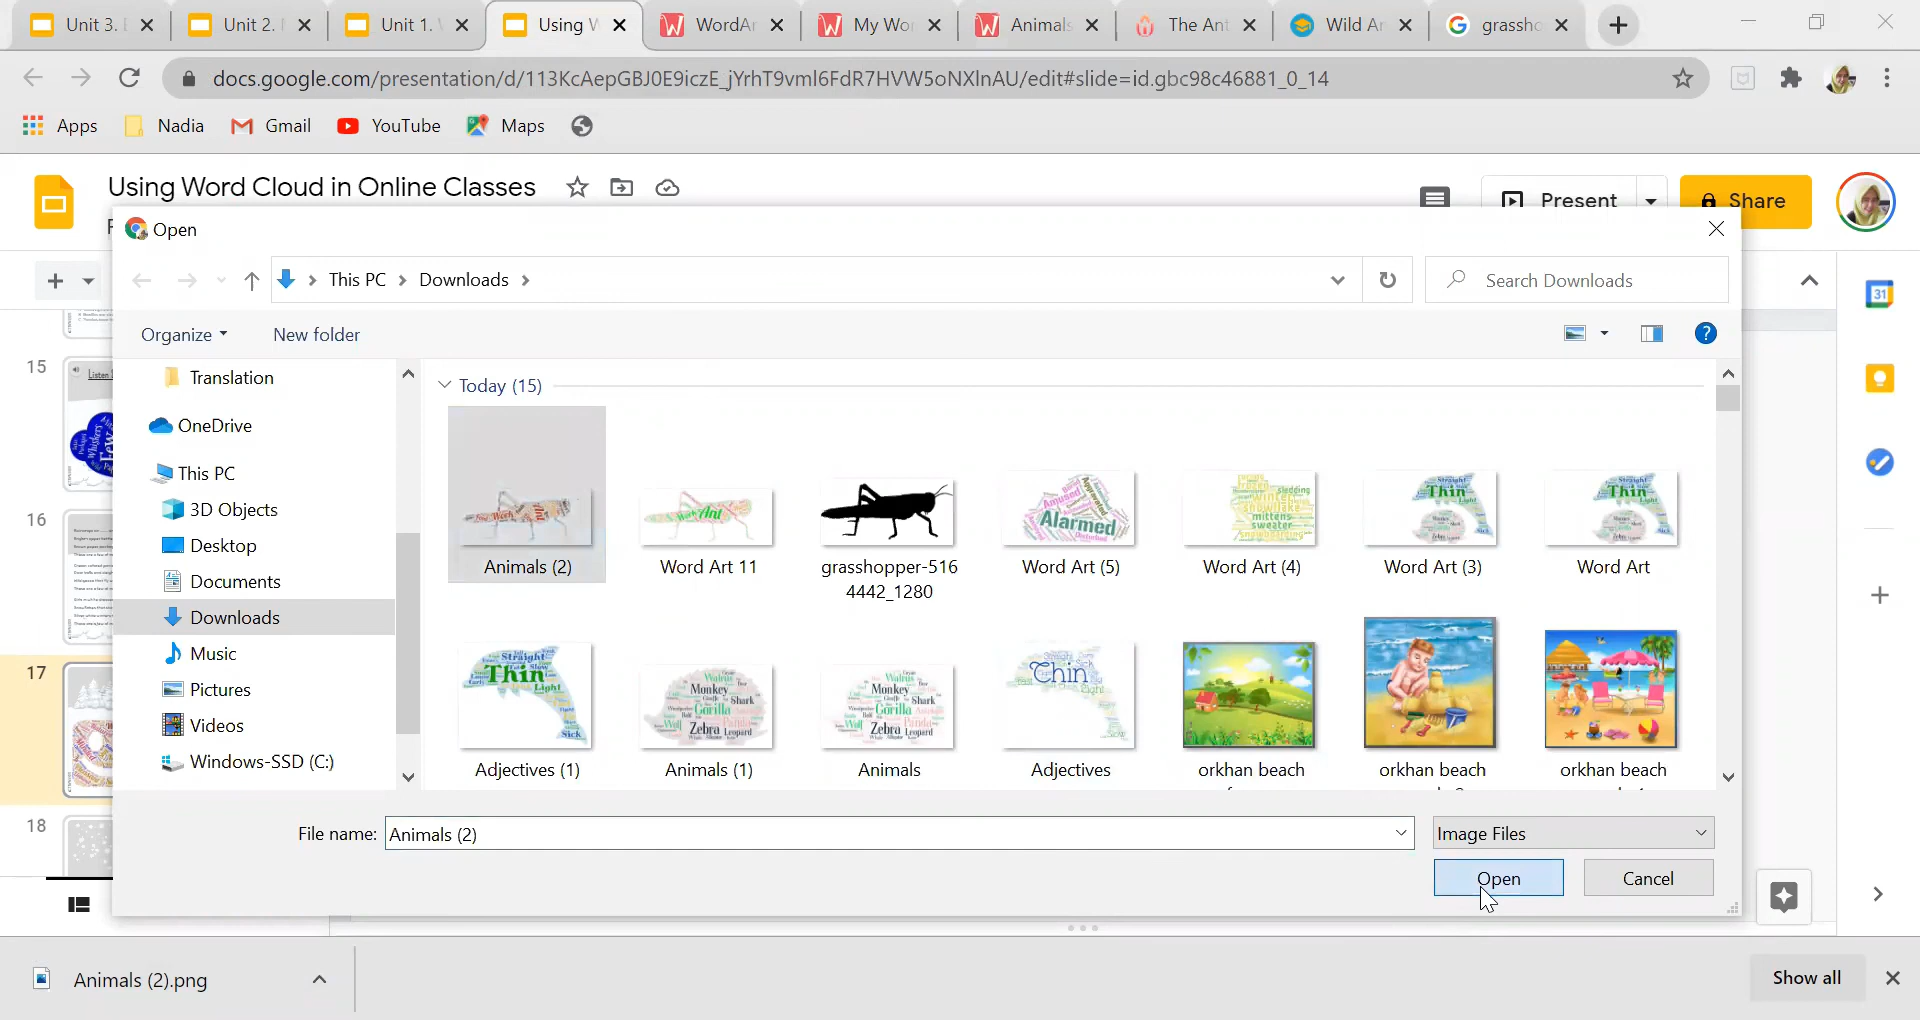 Unit 3. E
Unit 2. F
Unit 1. V
Using W
WordAr
My Wor
Animals
The Ant
Wild An
grassho
docs.google.com/presentation/d/113KcAepGBJ0E9iczE_jYrhT9vml6FdR7HVW5oNXlnAU/edit#slide=id.gbc98c46881_0_14
Apps
Nadia
Gmail
YouTube
Maps
Using Word Cloud in Online Classes
Present
Share
Open
This PC
Downloads
Search Downloads
Organize
New folder
31
15
Listen
16
17
18
Translation
OneDrive
This PC
3D Objects
Desktop
Documents
Downloads
Music
Pictures
Videos
Windows-SSD (C:)
Today (15)
Animals (2)
Word Art 11
grasshopper-516
4442_1280
Word Art (5)
Word Art (4)
Word Art (3)
Word Art
Adjectives (1)
Animals (1)
Animals
Adjectives
orkhan beach
orkhan beach
orkhan beach
File name:
Animals (2)
Image Files
Open
Cancel
Animals (2).png
Show all